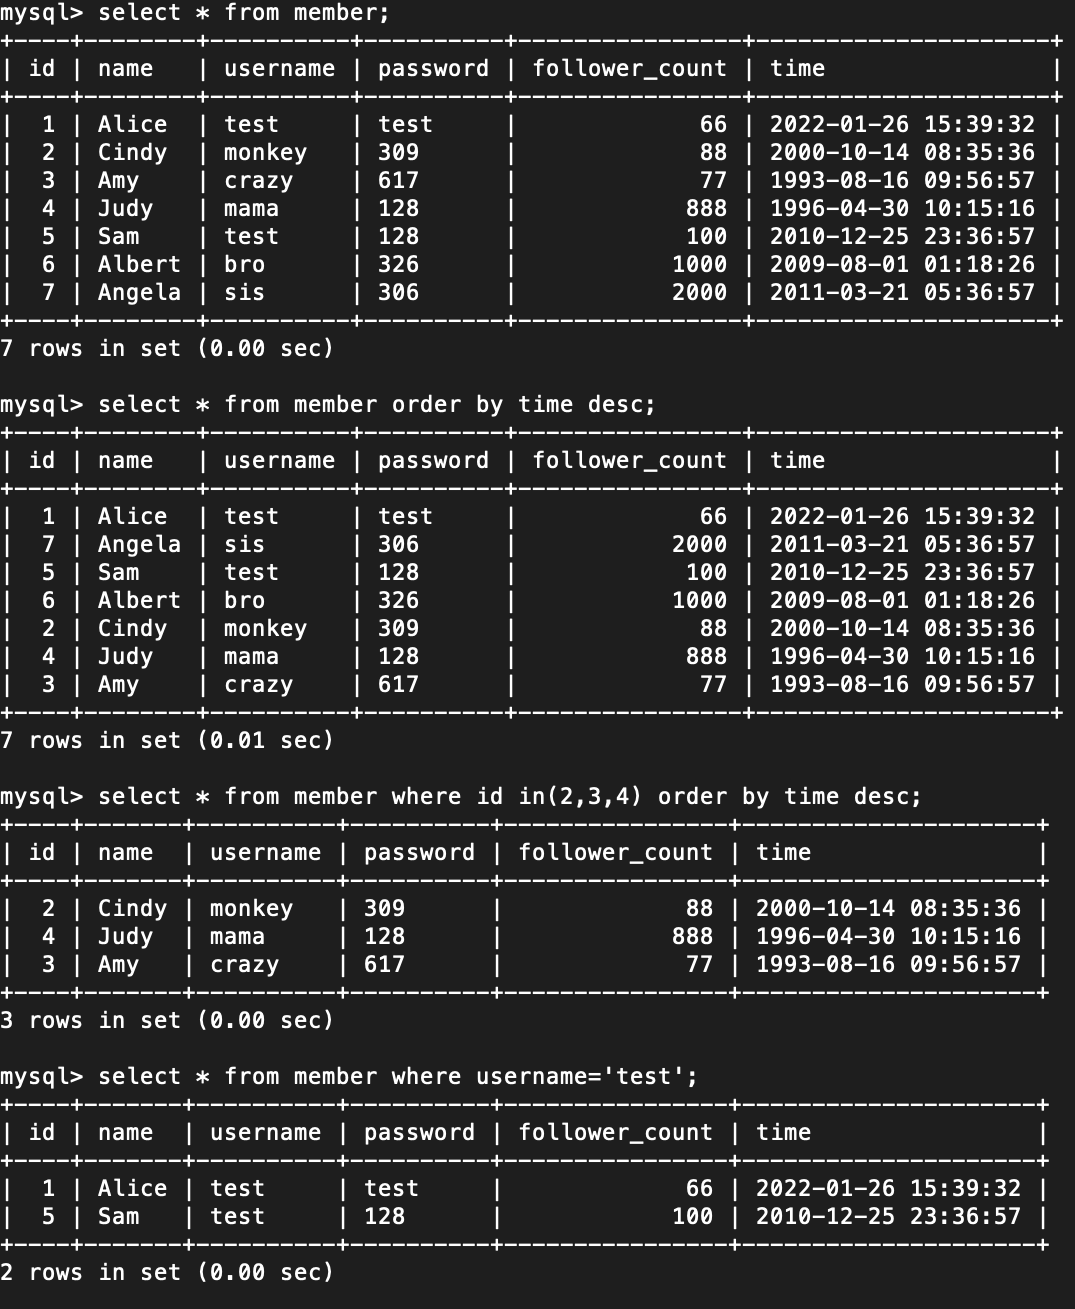 mysql> select * from member;
+----+--------+----------+----------+----------------+---------------------+
| id | name   | username | password | follower_count | time                |
+----+--------+----------+----------+----------------+---------------------+
|  1 | Alice  | test     | test     |             66 | 2022-01-26 15:39:32 |
|  2 | Cindy  | monkey   | 309      |             88 | 2000-10-14 08:35:36 |
|  3 | Amy    | crazy    | 617      |             77 | 1993-08-16 09:56:57 |
|  4 | Judy   | mama     | 128      |            888 | 1996-04-30 10:15:16 |
|  5 | Sam    | test     | 128      |            100 | 2010-12-25 23:36:57 |
|  6 | Albert | bro      | 326      |           1000 | 2009-08-01 01:18:26 |
|  7 | Angela | sis      | 306      |           2000 | 2011-03-21 05:36:57 |
+----+--------+----------+----------+----------------+---------------------+
7 rows in set (0.00 sec)

mysql> select * from member order by time desc;
+----+--------+----------+----------+----------------+---------------------+
| id | name   | username | password | follower_count | time                |
+----+--------+----------+----------+----------------+---------------------+
|  1 | Alice  | test     | test     |             66 | 2022-01-26 15:39:32 |
|  7 | Angela | sis      | 306      |           2000 | 2011-03-21 05:36:57 |
|  5 | Sam    | test     | 128      |            100 | 2010-12-25 23:36:57 |
|  6 | Albert | bro      | 326      |           1000 | 2009-08-01 01:18:26 |
|  2 | Cindy  | monkey   | 309      |             88 | 2000-10-14 08:35:36 |
|  4 | Judy   | mama     | 128      |            888 | 1996-04-30 10:15:16 |
|  3 | Amy    | crazy    | 617      |             77 | 1993-08-16 09:56:57 |
+----+--------+----------+----------+----------------+---------------------+
7 rows in set (0.01 sec)

mysql> select * from member where id in(2,3,4) order by time desc;
+----+-------+----------+----------+----------------+---------------------+
| id | name  | username | password | follower_count | time                |
+----+-------+----------+----------+----------------+---------------------+
|  2 | Cindy | monkey   | 309      |             88 | 2000-10-14 08:35:36 |
|  4 | Judy  | mama     | 128      |            888 | 1996-04-30 10:15:16 |
|  3 | Amy   | crazy    | 617      |             77 | 1993-08-16 09:56:57 |
+----+-------+----------+----------+----------------+---------------------+
3 rows in set (0.00 sec)

mysql> select * from member where username='test';
+----+-------+----------+----------+----------------+---------------------+
| id | name  | username | password | follower_count | time                |
+----+-------+----------+----------+----------------+---------------------+
|  1 | Alice | test     | test     |             66 | 2022-01-26 15:39:32 |
|  5 | Sam   | test     | 128      |            100 | 2010-12-25 23:36:57 |
+----+-------+----------+----------+----------------+---------------------+
2 rows in set (0.00 sec)